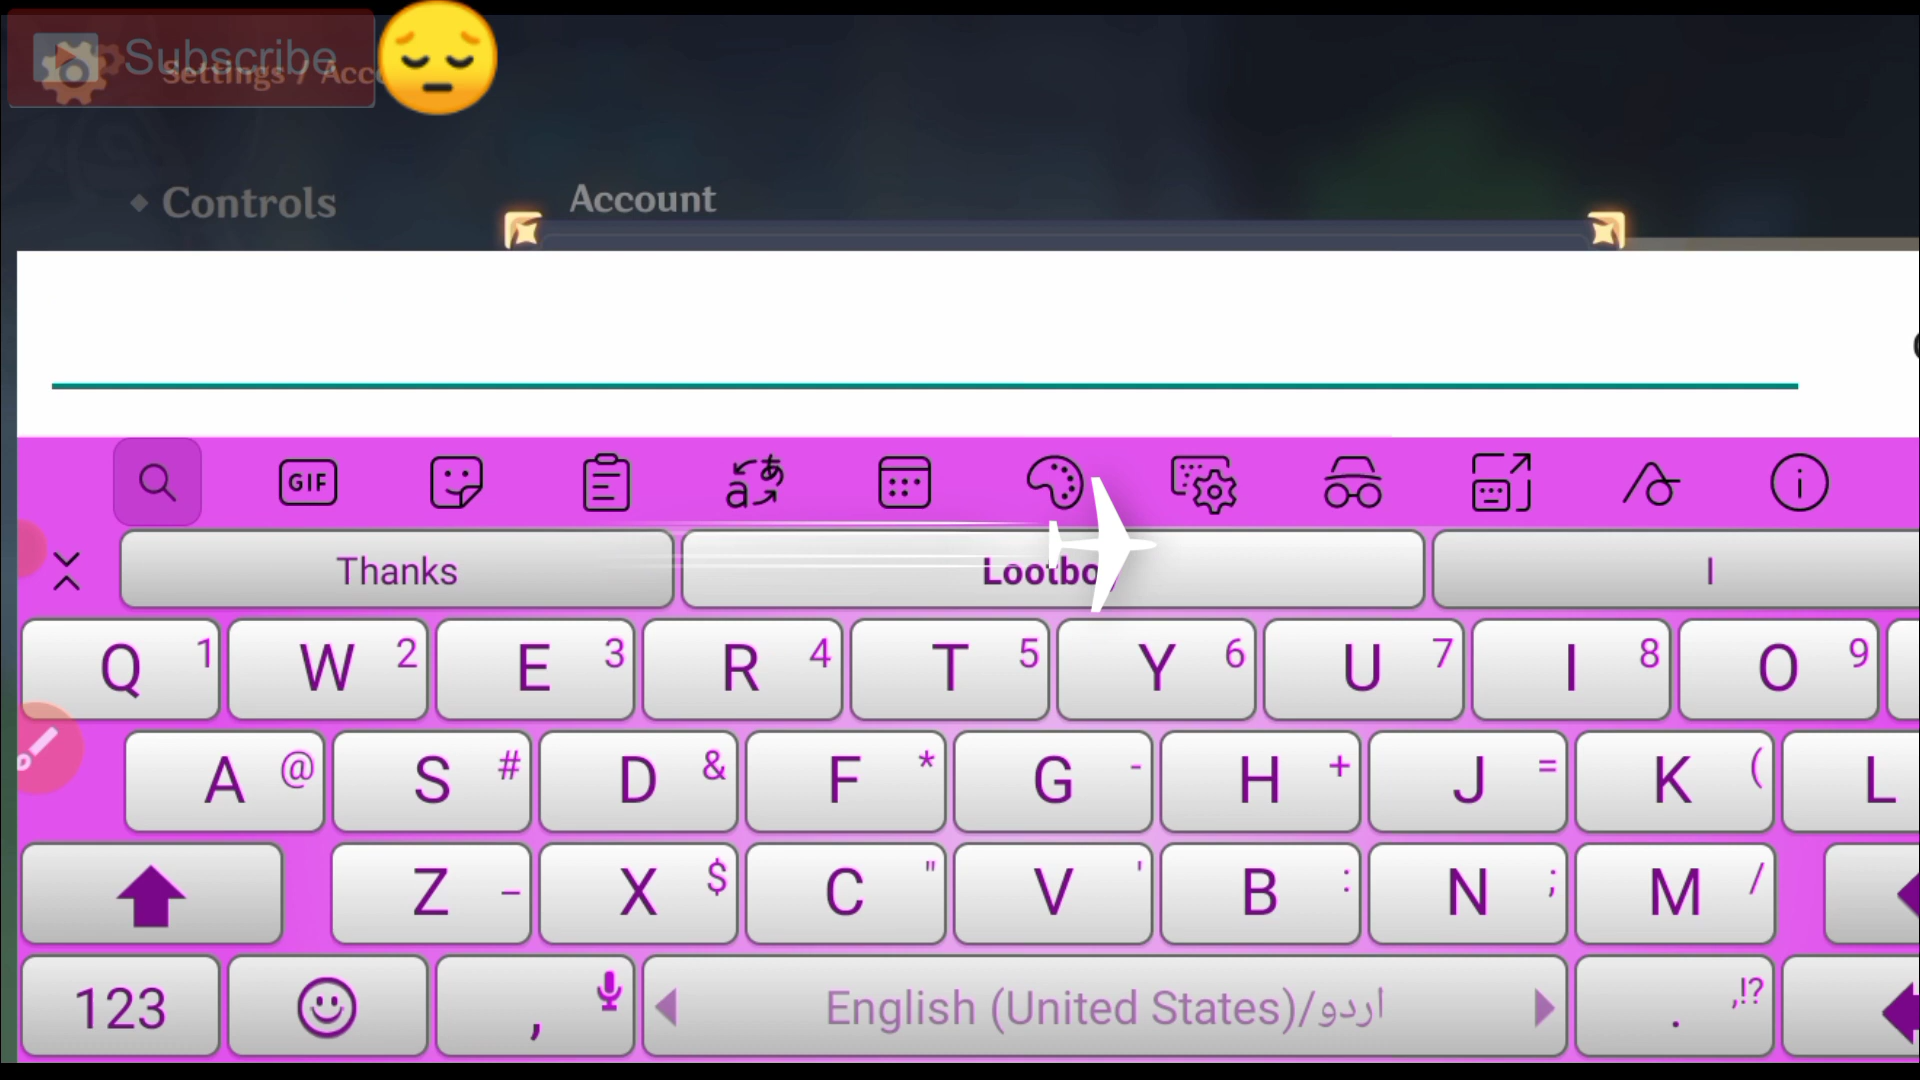 Subscribe
Settings / Acc
Controls
Account
GIF
Thanks
I
Q 1 W 2 E 3 R 4 T 5 Y 6 U 7 I 8 O 9
A @ S # D & F * G - H + J = K ( L
Z _ X $ C " V ' B : N ; M /
123 , English (United States)/اردو . ,!?